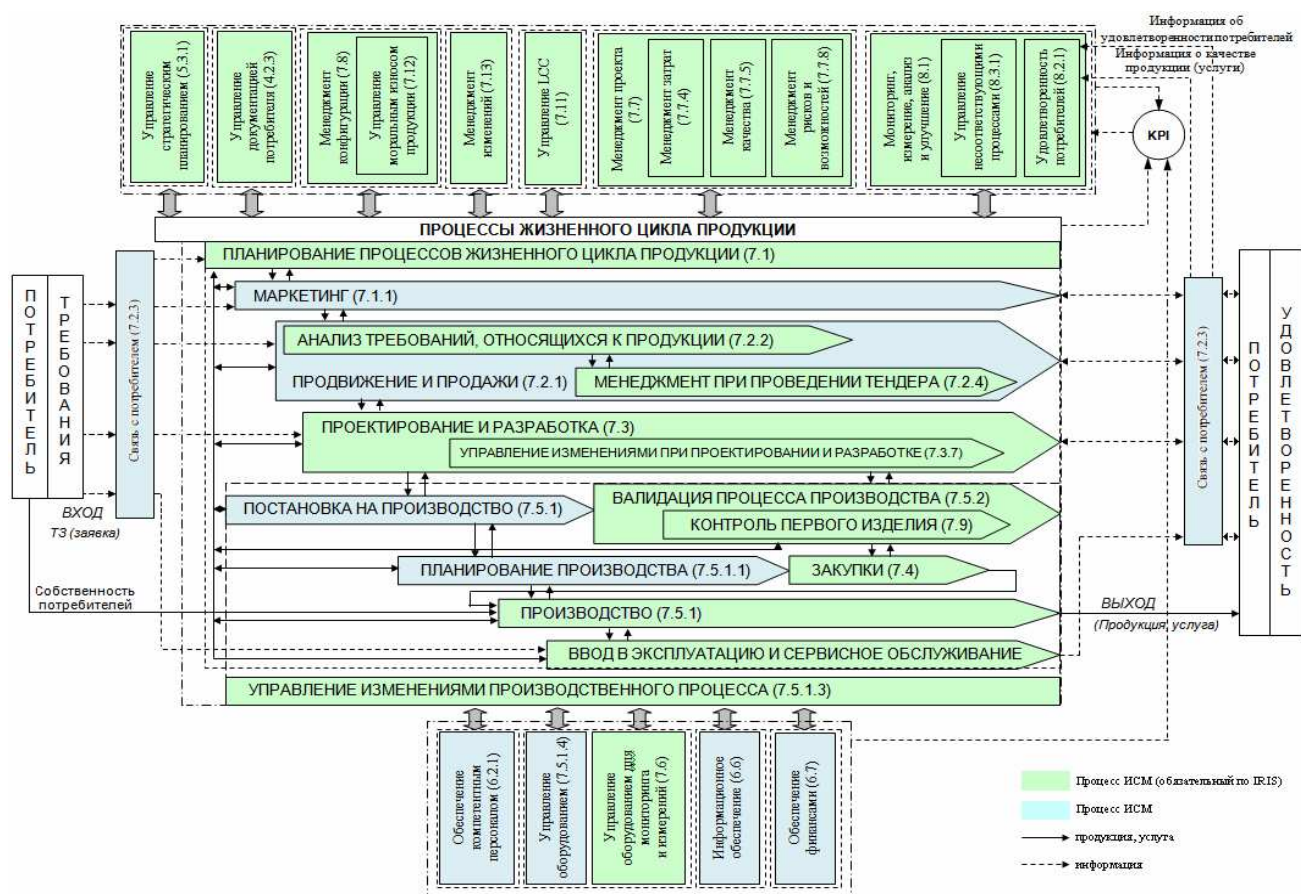 Управление
стратегическим
планированием (5.3.1)
Управление
документацией
потребителя (4.2.3)
Менеджмент
конфигурации (7.8)
Управление
моральным износом
продукции (7.12)
Менеджмент
изменений (7.13)
Управление LCC
(7.11)
Менеджмент проекта
(7.7)
Менеджмент затрат
(7.7.4)
Менеджмент
качества (7.7.5)
Менеджмент
рисков и
возможностей (7.7.8)
Мониторинг,
измерение, анализ
и улучшение (8.1)
Управление
несоответствующими
процессами (8.3.1)
Удовлетворенность
потребителей (8.2.1)
Информация об
удовлетворенности потребителей
Информация о качестве
продукции (услуги)
KPI
ПРОЦЕССЫ ЖИЗНЕННОГО ЦИКЛА ПРОДУКЦИИ
ПЛАНИРОВАНИЕ ПРОЦЕССОВ ЖИЗНЕННОГО ЦИКЛА ПРОДУКЦИИ (7.1)
МАРКЕТИНГ (7.1.1)
АНАЛИЗ ТРЕБОВАНИЙ, ОТНОСЯЩИХСЯ К ПРОДУКЦИИ (7.2.2)
ПРОДВИЖЕНИЕ И ПРОДАЖИ (7.2.1)
МЕНЕДЖМЕНТ ПРИ ПРОВЕДЕНИИ ТЕНДЕРА (7.2.4)
ПРОЕКТИРОВАНИЕ И РАЗРАБОТКА (7.3)
УПРАВЛЕНИЕ ИЗМЕНЕНИЯМИ ПРИ ПРОЕКТИРОВАНИИ И РАЗРАБОТКЕ (7.3.7)
ПОСТАНОВКА НА ПРОИЗВОДСТВО (7.5.1)
ВАЛИДАЦИЯ ПРОЦЕССА ПРОИЗВОДСТВА (7.5.2)
КОНТРОЛЬ ПЕРВОГО ИЗДЕЛИЯ (7.9)
ПЛАНИРОВАНИЕ ПРОИЗВОДСТВА (7.5.1.1)
ЗАКУПКИ (7.4)
ПРОИЗВОДСТВО (7.5.1)
ВВОД В ЭКСПЛУАТАЦИЮ И СЕРВИСНОЕ ОБСЛУЖИВАНИЕ
УПРАВЛЕНИЕ ИЗМЕНЕНИЯМИ ПРОИЗВОДСТВЕННОГО ПРОЦЕССА (7.5.1.3)
ПОТРЕБИТЕЛЬ
ТРЕБОВАНИЯ
Связь с потребителем (7.2.3)
ВХОД
ТЗ (заявка)
Собственность
потребителей
Связь с потребителем (7.2.3)
ПОТРЕБИТЕЛЬ
УДОВЛЕТВОРЕННОСТЬ
ВЫХОД
(Продукция, услуга)
Обеспечение
компетентным
персоналом (6.2.1)
Управление
оборудованием (7.5.1.4)
Управление
оборудованием для
мониторинга
и измерений (7.6)
Информационное
обеспечение (6.6)
Обеспечение
финансами (6.7)
Процесс ИСМ (обязательный по IRIS)
Процесс ИСМ
продукция, услуга
информация